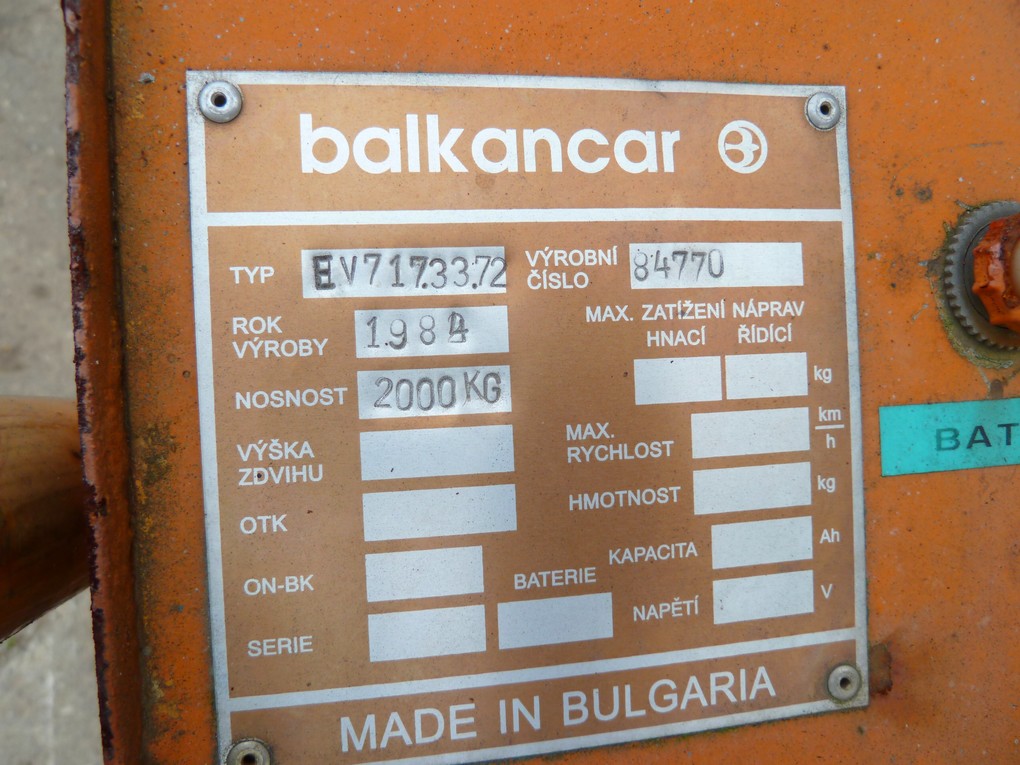 balkancar
TYP EV717.33.72 VÝROBNÍ ČÍSLO 84770
ROK VÝROBY 1984
MAX. ZATÍŽENÍ NÁPRAV
HNACÍ ŘÍDÍCÍ
kg
NOSNOST 2000KG
VÝŠKA ZDVIHU
MAX. RYCHLOST km/h
OTK
HMOTNOST kg
ON-BK
BATERIE
KAPACITA Ah
SERIE
NAPĚTÍ V
MADE IN BULGARIA
BAT